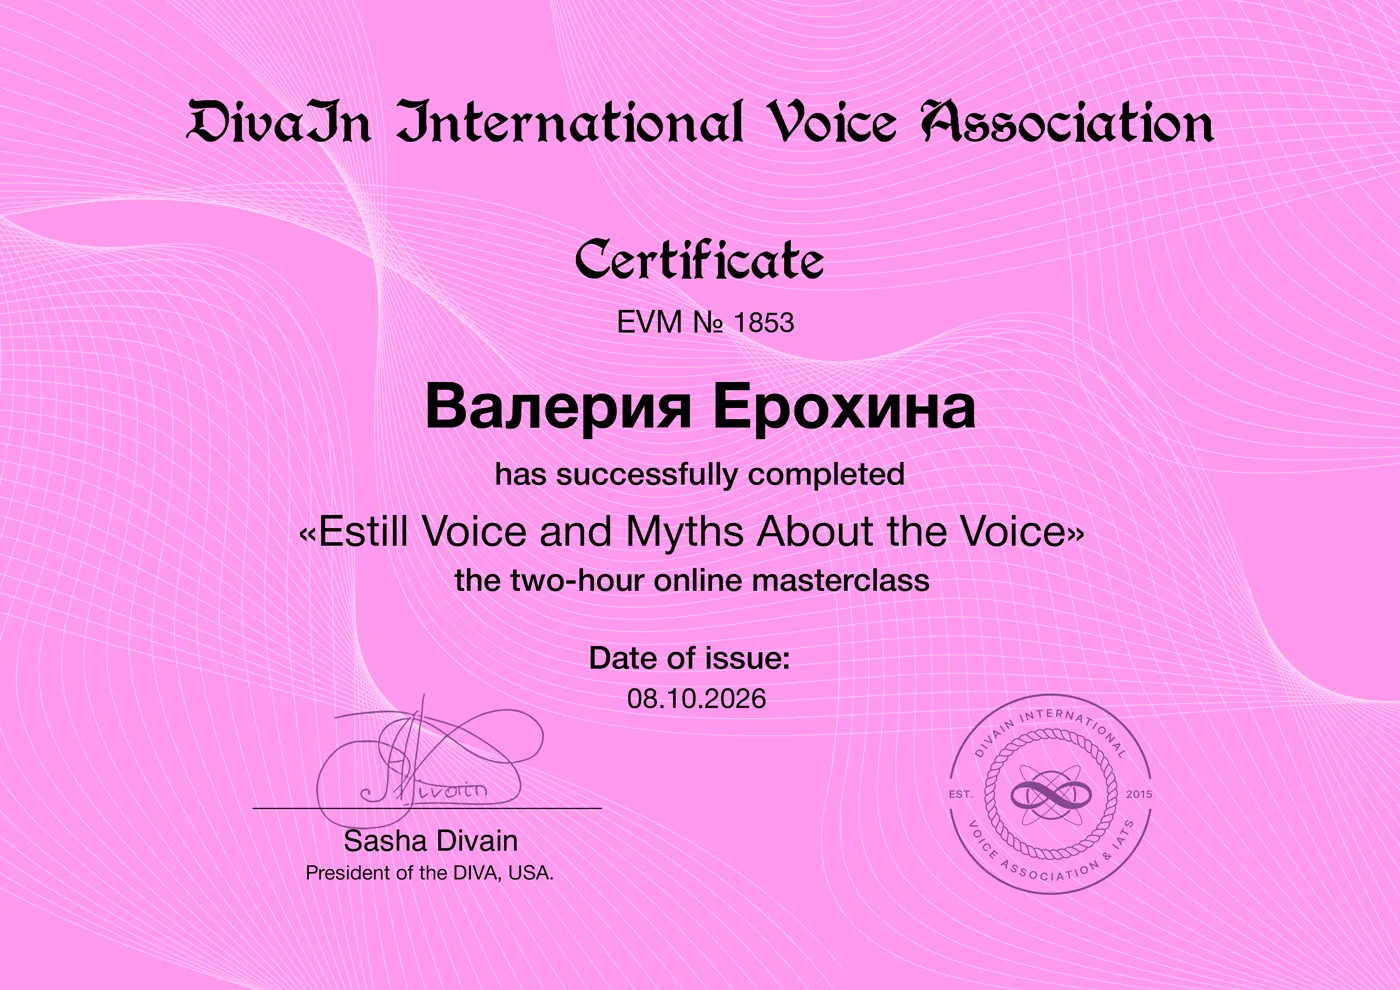 DivaIn International Voice Association
Certificate
EVM № 1853
Валерия Ерохина
has successfully completed
«Estill Voice and Myths About the Voice»
the two-hour online masterclass
Date of issue:
08.10.2026
Divain
Sasha Divain
President of the DIVA, USA.
DIVAIN INTERNATIONAL
EST. 2015
VOICE ASSOCIATION & IATS